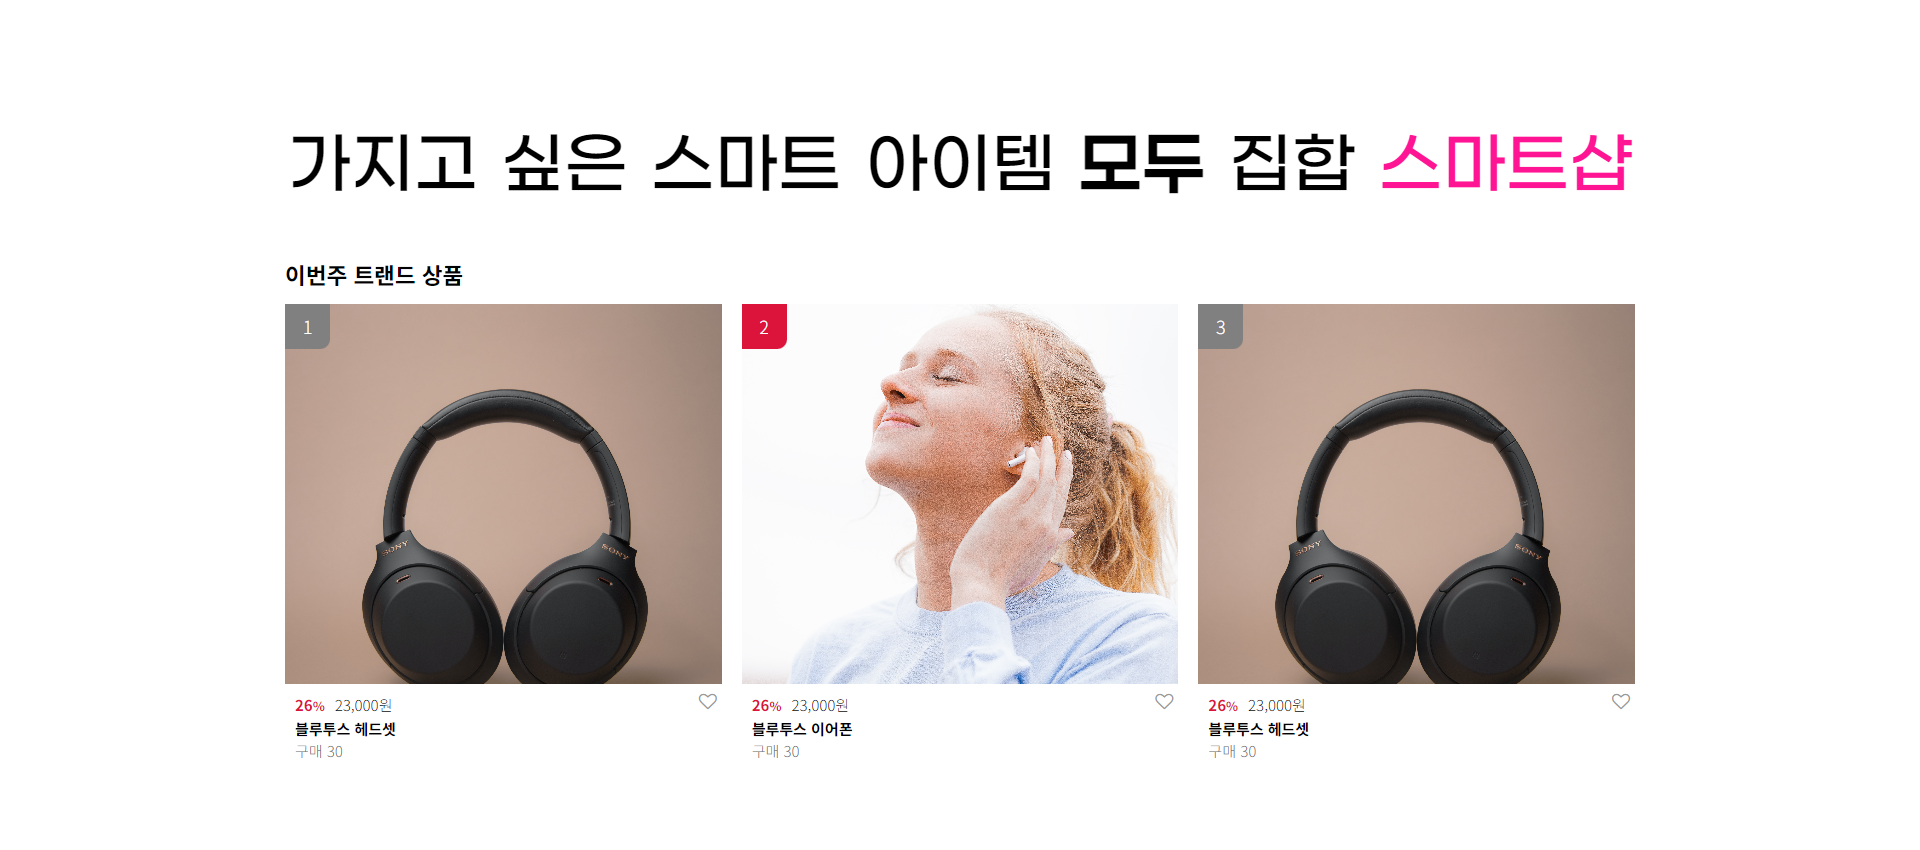 가지고 싶은 스마트 아이템 모두 집합 스마트샵
이번주 트랜드 상품
1
SONY SONY
26% 23,000원
블루투스 헤드셋
구매 30
2
26% 23,000원
블루투스 이어폰
구매 30
3
SONY SONY
26% 23,000원
블루투스 헤드셋
구매 30